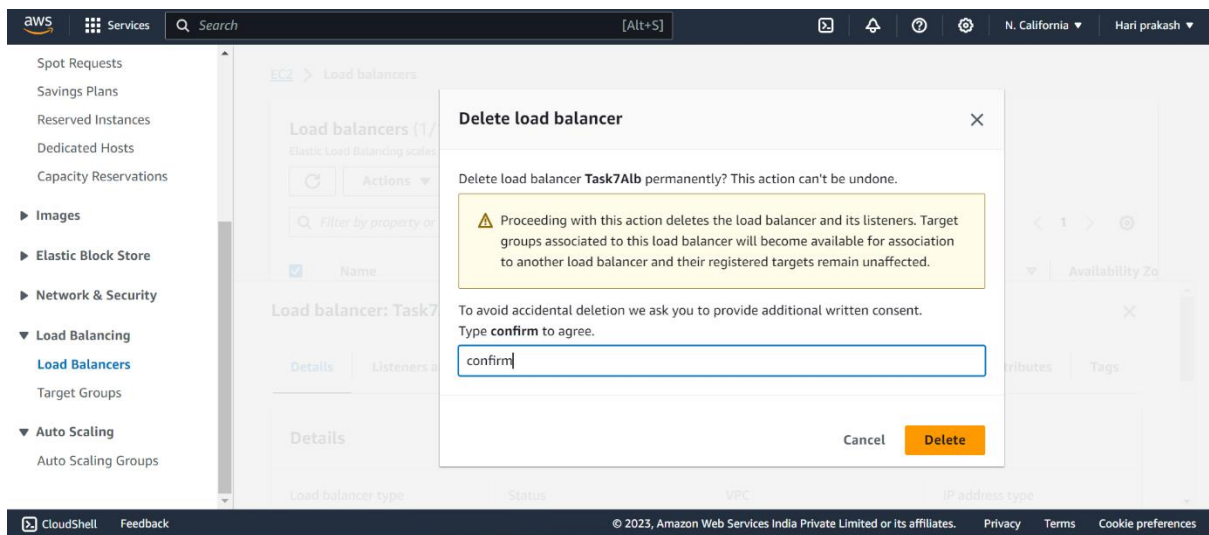 aws Services Search [Alt+S] N. California ▼ Hari prakash ▼
Spot Requests
Savings Plans
Reserved Instances
Dedicated Hosts
Capacity Reservations
▶ Images
▶ Elastic Block Store
▶ Network & Security
▼ Load Balancing
Load Balancers
Target Groups
▼ Auto Scaling
Auto Scaling Groups
EC2 > Load balancers
Load balancers (1/
Elastic Load Balancing scales
Actions ▼
Filter by property or
< 1 >
Name
Availability Zo
Load balancer: Task7
Details Listeners a
tributes Tags
Details
Load balancer type Status VPC IP address type
Delete load balancer
Delete load balancer Task7Alb permanently? This action can't be undone.
Proceeding with this action deletes the load balancer and its listeners. Target
groups associated to this load balancer will become available for association
to another load balancer and their registered targets remain unaffected.
To avoid accidental deletion we ask you to provide additional written consent.
Type confirm to agree.
confirm
Cancel Delete
CloudShell Feedback © 2023, Amazon Web Services India Private Limited or its affiliates. Privacy Terms Cookie preferences